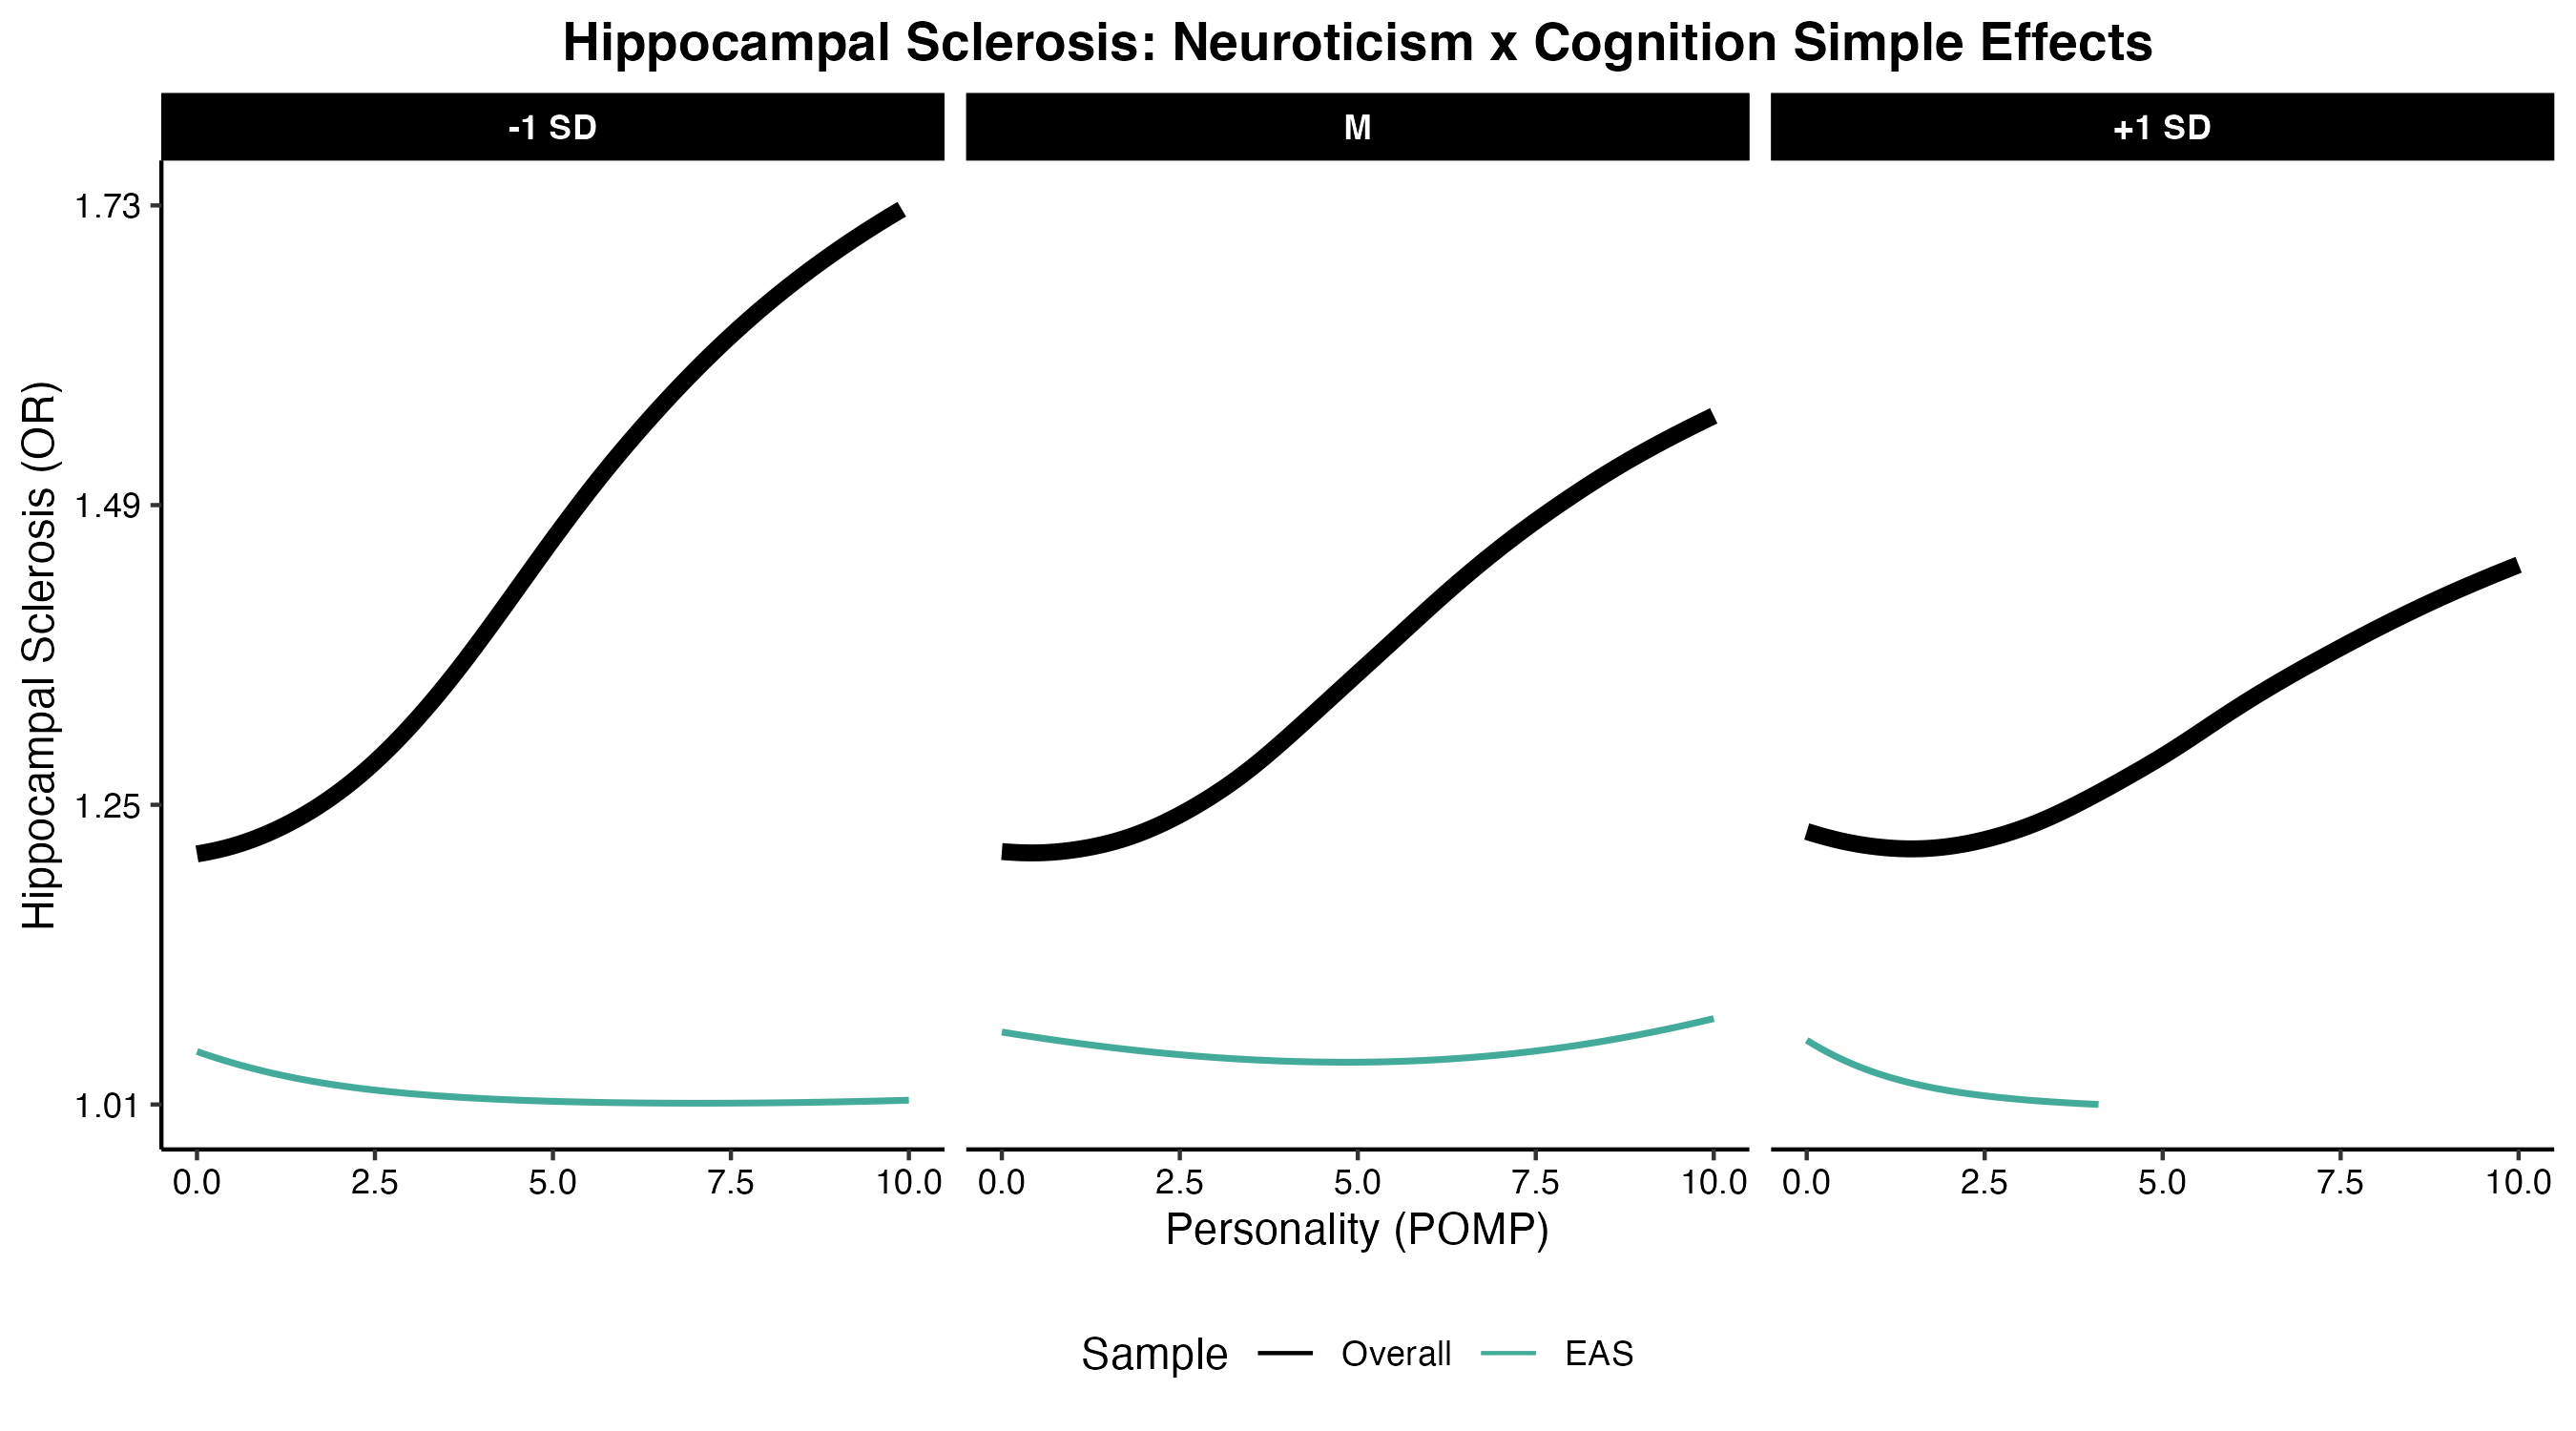 Hippocampal Sclerosis: Neuroticism x Cognition Simple Effects
-1 SD
M
+1 SD
Hippocampal Sclerosis (OR)
1.73
1.49
1.25
1.01
0.0 2.5 5.0 7.5 10.0
0.0 2.5 5.0 7.5 10.0
0.0 2.5 5.0 7.5 10.0
Personality (POMP)
Sample Overall EAS